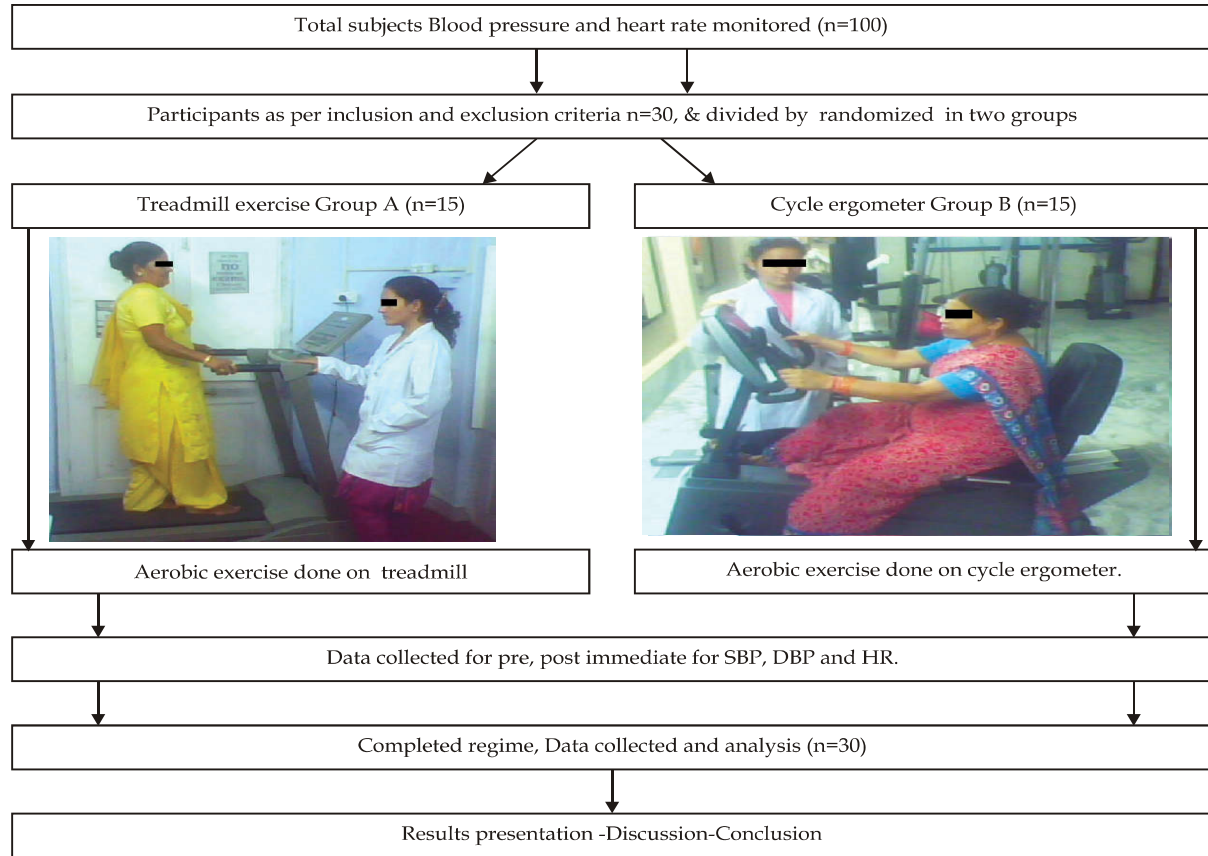 Total subjects Blood pressure and heart rate monitored (n=100)
Participants as per inclusion and exclusion criteria n=30, & divided by randomized in two groups
Treadmill exercise Group A (n=15)
Cycle ergometer Group B (n=15)
no
Aerobic exercise done on treadmill
Aerobic exercise done on cycle ergometer.
Data collected for pre, post immediate for SBP, DBP and HR.
Completed regime, Data collected and analysis (n=30)
Results presentation -Discussion-Conclusion